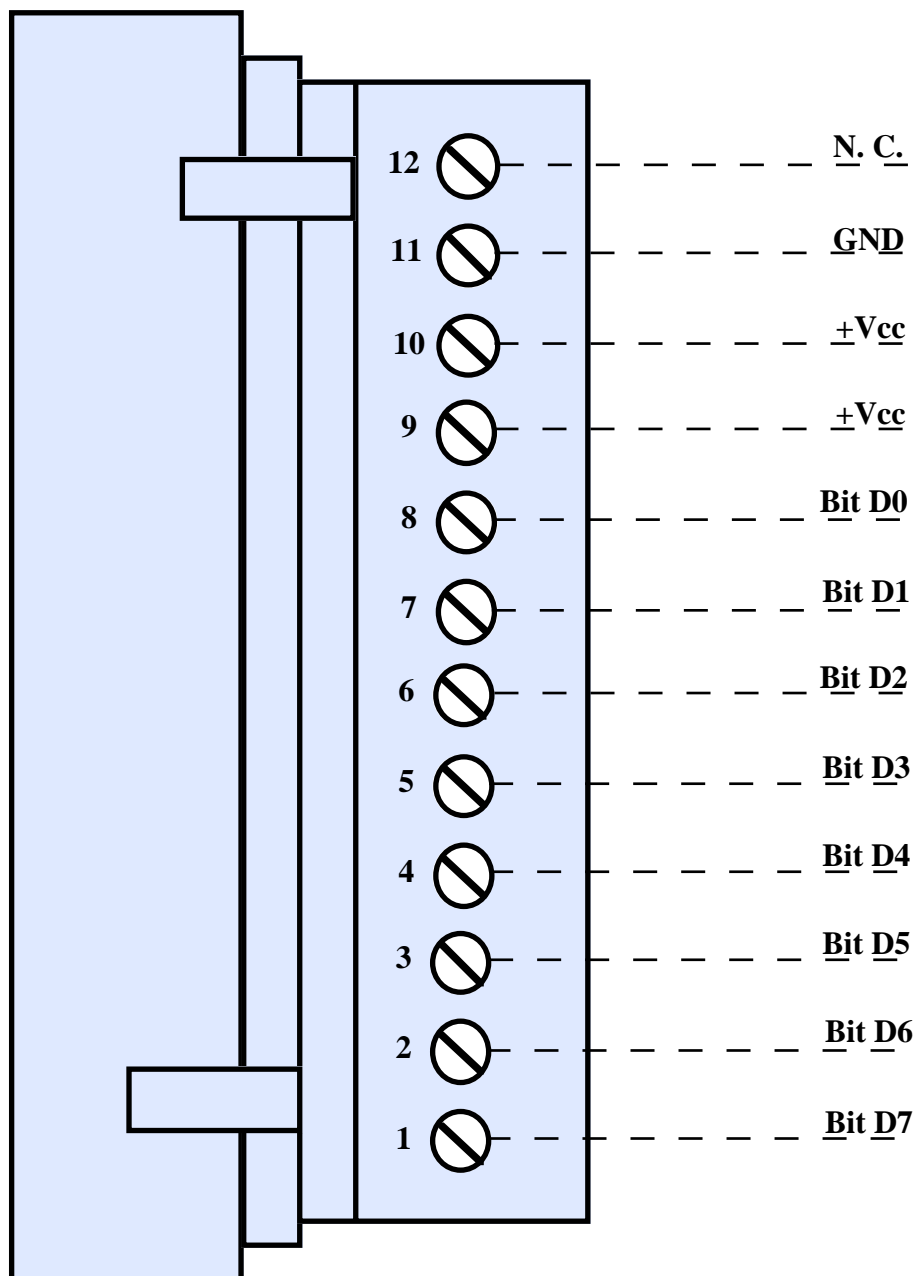 12 N. C.
11 GND
10 +Vcc
9 +Vcc
8 Bit D0
7 Bit D1
6 Bit D2
5 Bit D3
4 Bit D4
3 Bit D5
2 Bit D6
1 Bit D7